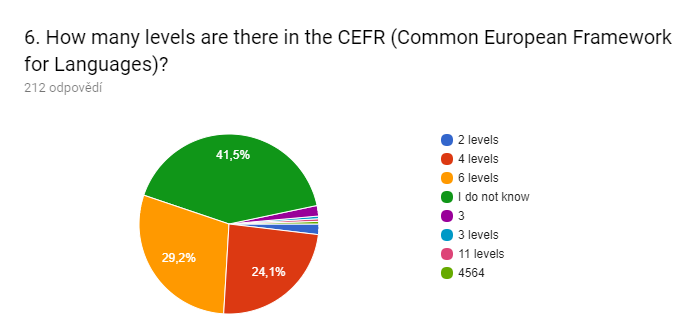 6. How many levels are there in the CEFR (Common European Framework
for Languages)?
212 odpovědí
41,5%
29,2%
24,1%
2 levels
4 levels
6 levels
I do not know
3
3 levels
11 levels
4564